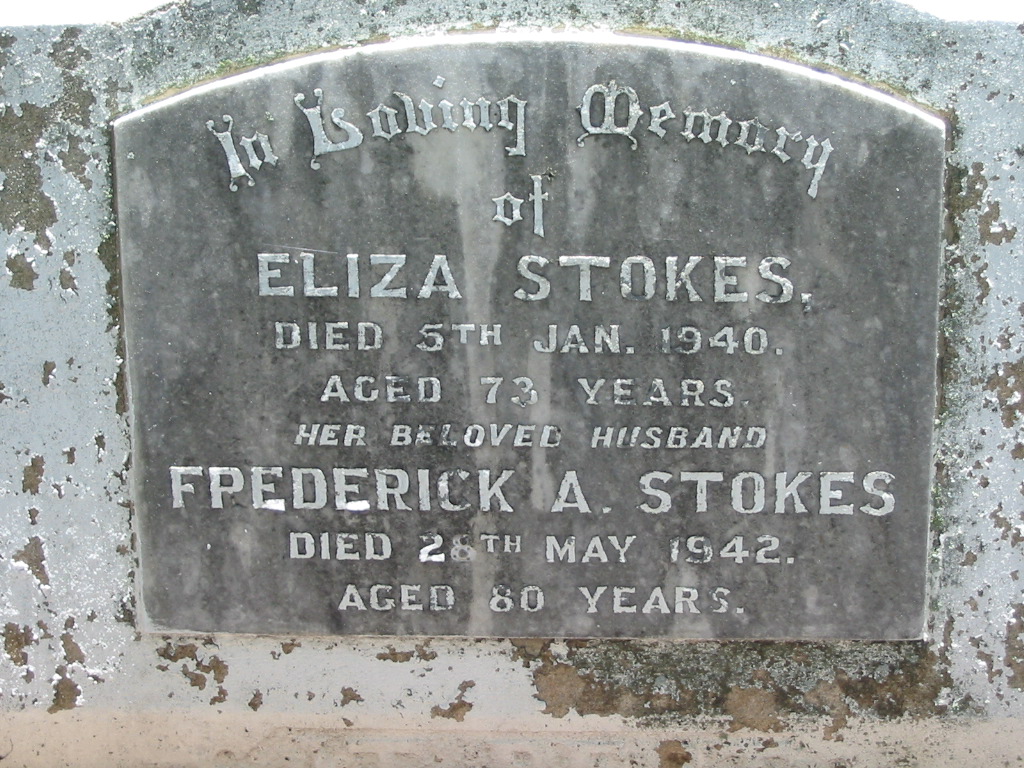 In Loving Memory
of
ELIZA STOKES,
DIED 5TH JAN. 1940.
AGED 73 YEARS.
HER BELOVED HUSBAND
FREDERICK A. STOKES
DIED 28TH MAY 1942.
AGED 80 YEARS.